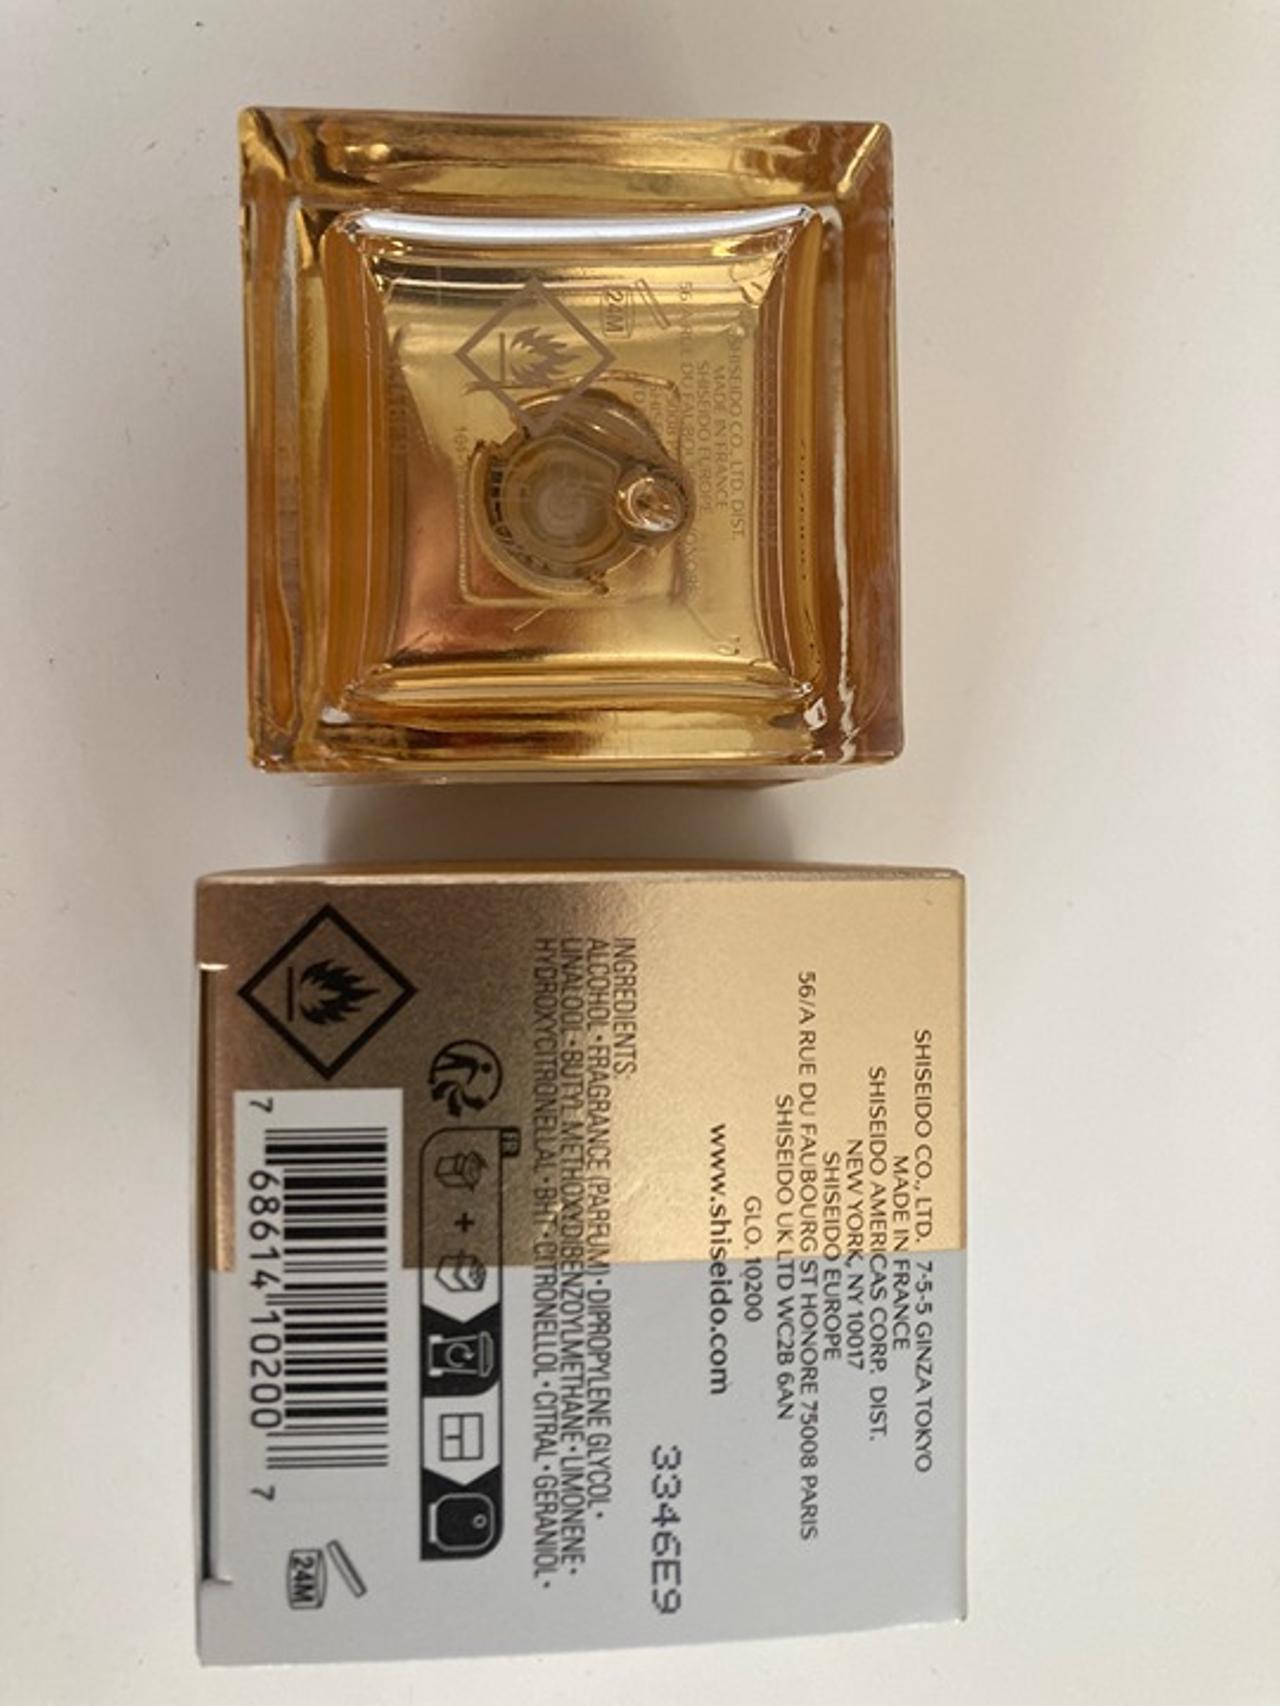 24M
SHISEIDO CO., LTD. DIST.
MADE IN FRANCE
SHISEIDO EUROPE
56 RUE DU
SHISEIDO CO., LTD. 7-5-5 GINZA TOKYO
MADE IN FRANCE
SHISEIDO AMERICAS CORP. DIST.
NEW YORK, NY 10017
SHISEIDO EUROPE
56/A RUE DU FAUBOURG ST HONORE 75008 PARIS
SHISEIDO UK LTD WC2B 6AN
GLO. 10200
www.shiseido.com
3346E9
INGREDIENTS:
ALCOHOL • FRAGRANCE (PARFUM) • DIPROPYLENE GLYCOL •
LINALOOL • BUTYL METHOXYDIBENZOYLMETHANE • LIMONENE •
HYDROXYCITRONELLAL • BHT • CITRONELLOL • CITRAL • GERANIOL •
FR
+
7 68614 10200 7
24M